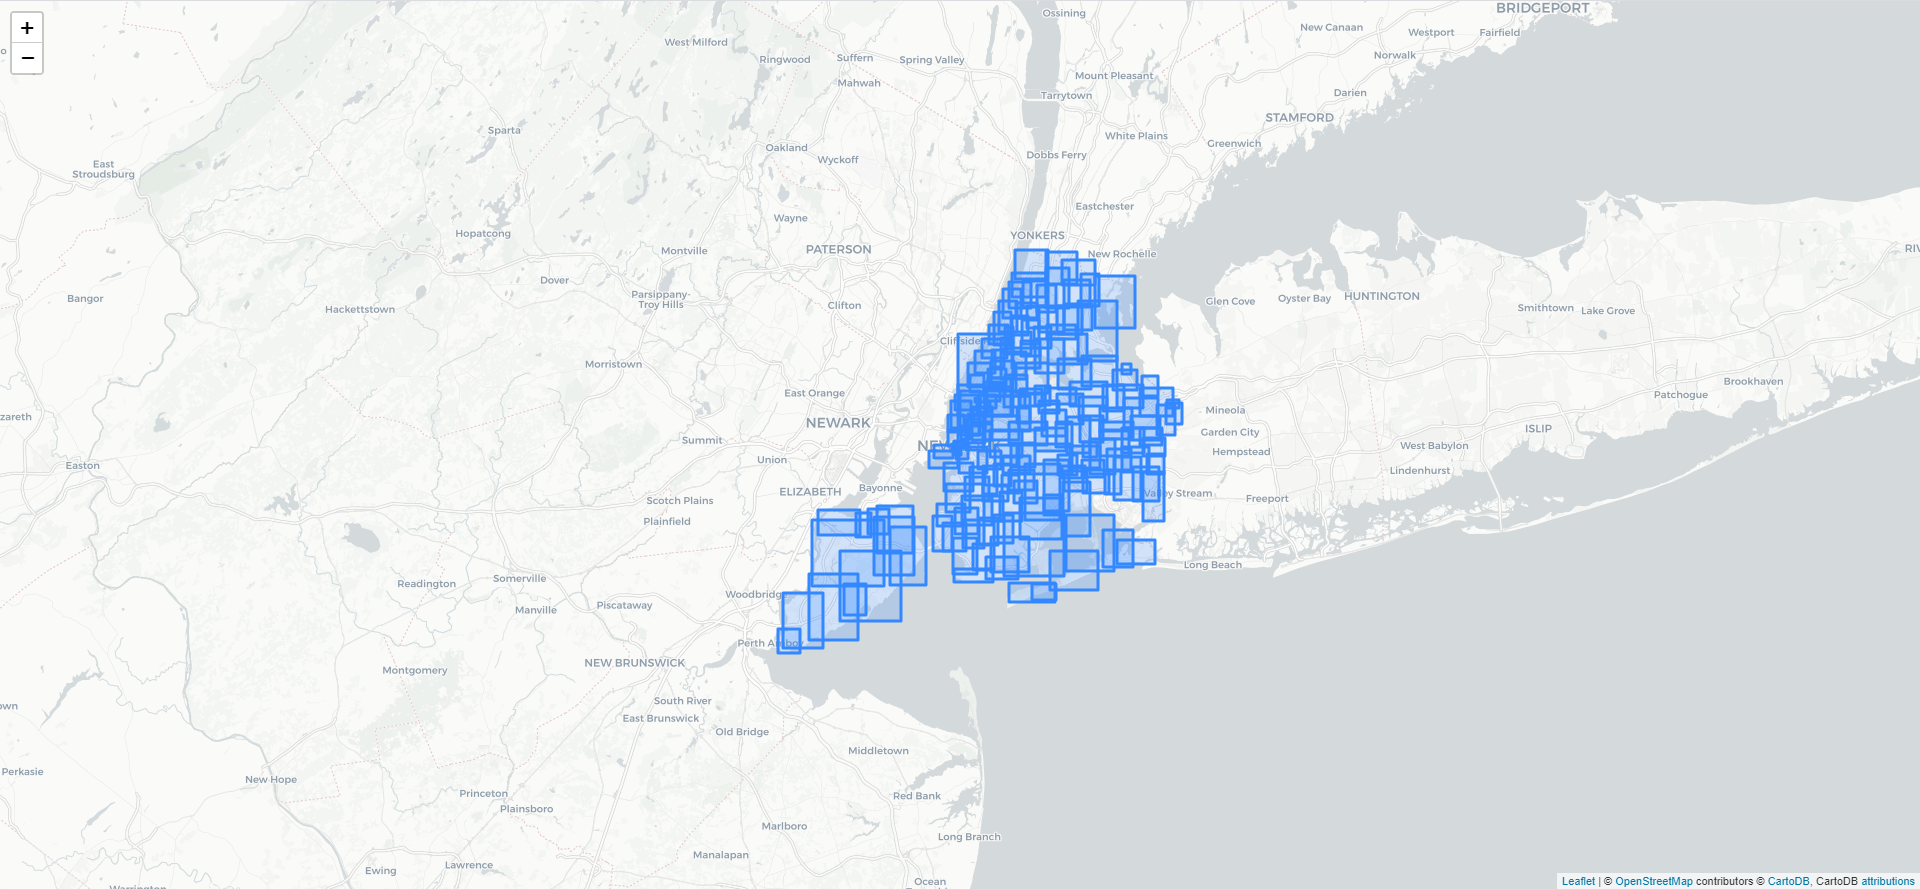 +
−
Ossining
BRIDGEPORT
New Canaan
Westport
Fairfield
West Milford
Ringwood
Suffern
Spring Valley
Norwalk
Mahwah
Mount Pleasant
Tarrytown
Darien
STAMFORD
Sparta
White Plains
Greenwich
Oakland
Wyckoff
Dobbs Ferry
East
Stroudsburg
Eastchester
Wayne
Hopatcong
YONKERS
PATERSON
Montville
New Rochelle
Dover
Parsippany-
Troy Hills
Bangor
Hackettstown
Clifton
Glen Cove
Oyster Bay
HUNTINGTON
Smithtown
Lake Grove
Morristown
East Orange
Brookhaven
Patchogue
Mineola
NEWARK
Garden City
ISLIP
Summit
West Babylon
Hempstead
Union
Easton
Lindenhurst
ELIZABETH
Bayonne
Valley Stream
Freeport
Scotch Plains
Plainfield
Long Beach
Somerville
Readington
Woodbridge
Piscataway
Manville
NEW BRUNSWICK
Montgomery
South River
East Brunswick
Old Bridge
Middletown
Perkasie
New Hope
Princeton
Plainsboro
Red Bank
Marlboro
Long Branch
Manalapan
Lawrence
Ewing
Ocean
Leaflet | © OpenStreetMap contributors © CartoDB, CartoDB attributions